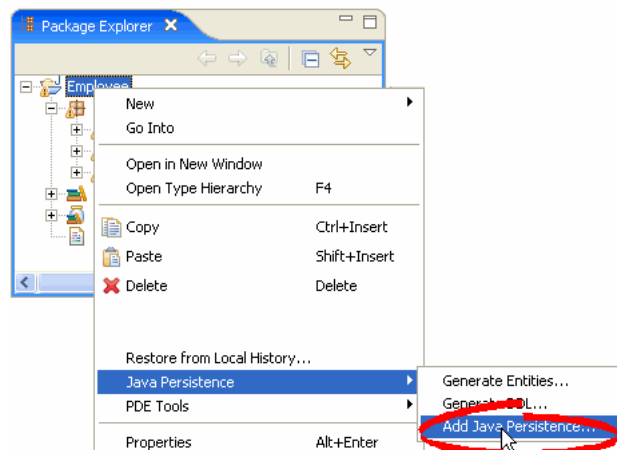 Package Explorer
Employee
New
Go Into
Open in New Window
Open Type Hierarchy F4
Copy Ctrl+Insert
Paste Shift+Insert
Delete Delete
Restore from Local History...
Java Persistence
Generate Entities...
PDE Tools
Generate DDL...
Add Java Persistence...
Properties Alt+Enter